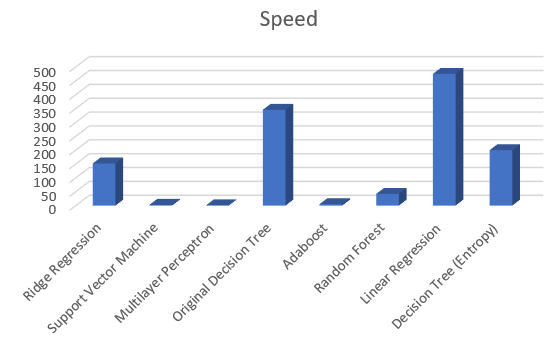 Speed
500
450
400
350
300
250
200
150
100
50
0
Ridge Regression
Support Vector Machine
Multilayer Perceptron
Original Decision Tree
Adaboost
Random Forest
Linear Regression
Decision Tree (Entropy)